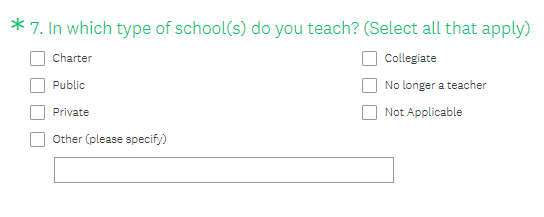 * 7. In which type of school(s) do you teach? (Select all that apply)
Charter
Public
Private
Other (please specify)
Collegiate
No longer a teacher
Not Applicable